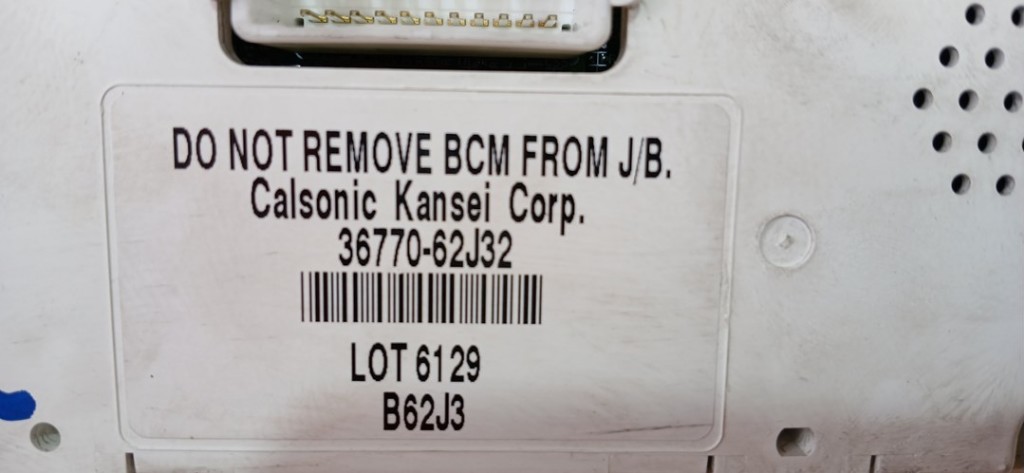 DO NOT REMOVE BCM FROM J/B.
Calsonic Kansei Corp.
36770-62J32
LOT 6129
B62J3